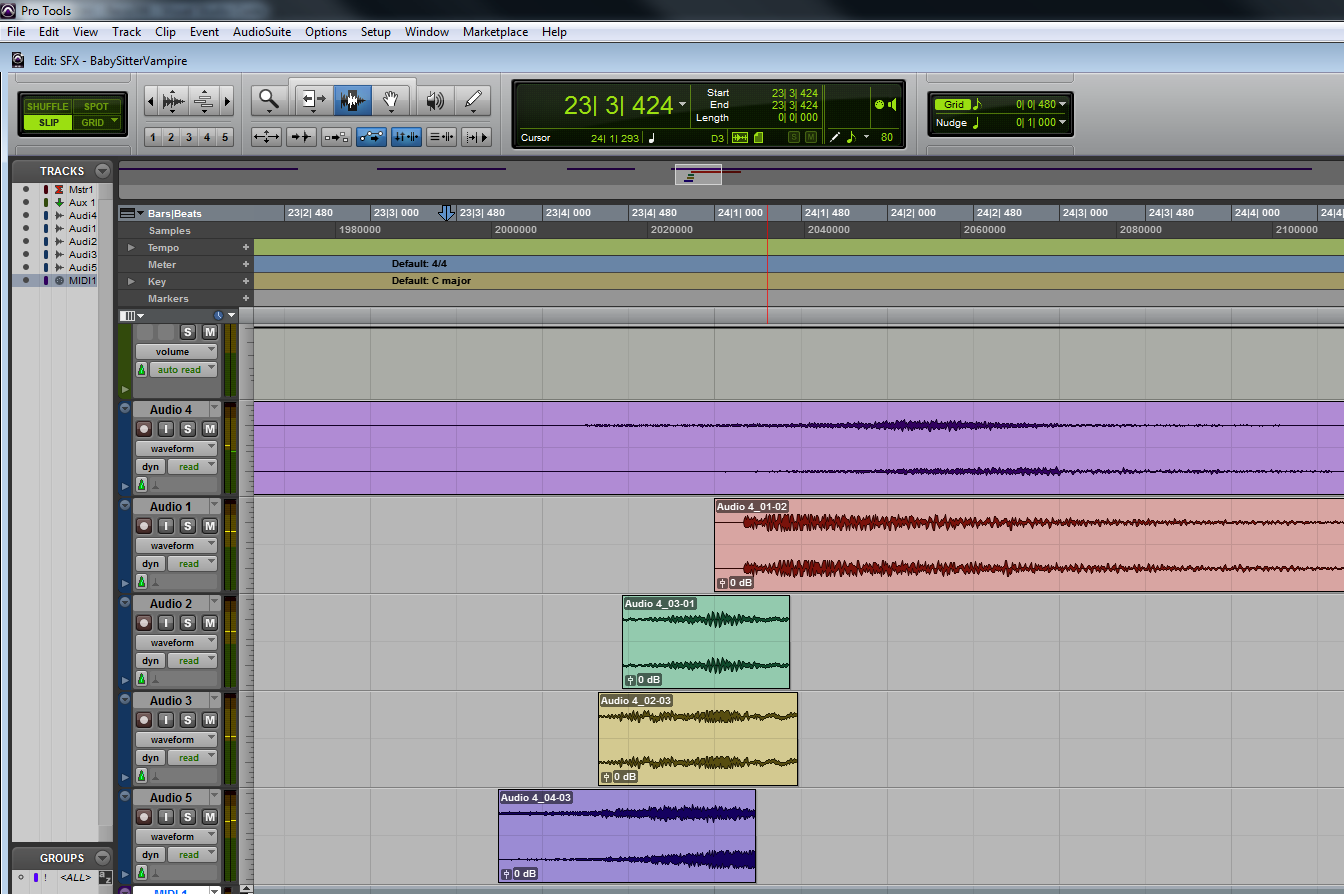 Pro Tools
File Edit View Track Clip Event AudioSuite Options Setup Window Marketplace Help
Edit: SFX - BabySitterVampire
SHUFFLE SPOT
SLIP GRID
1 2 3 4 5
23| 3| 424
Start 23| 3| 424
End 23| 3| 424
Length 0| 0| 000
Cursor 24| 1| 293 D3 S M 80
Grid 0| 0| 480
Nudge 0| 1| 000
TRACKS
Mstr1
Aux 1
Audi4
Audi1
Audi2
Audi3
Audi5
MIDI1
Bars|Beats 23|2| 480 23|3| 000 23|3| 480 23|4| 000 23|4| 480 24|1| 000 24|1| 480 24|2| 000 24|2| 480 24|3| 000 24|3| 480 24|4| 000 24|4|
Samples 1980000 2000000 2020000 2040000 2060000 2080000 2100000
Tempo +
Meter + Default: 4/4
Key + Default: C major
Markers +
S M
volume
auto read
Audio 4
I S M
waveform
dyn read
Audio 1
I S M
waveform
dyn read
Audio 4_01-02
0 dB
Audio 2
I S M
waveform
dyn read
Audio 4_03-01
0 dB
Audio 3
I S M
waveform
dyn read
Audio 4_02-03
0 dB
Audio 5
I S M
waveform
dyn read
Audio 4_04-03
0 dB
MIDI 1
GROUPS
! <ALL> a z